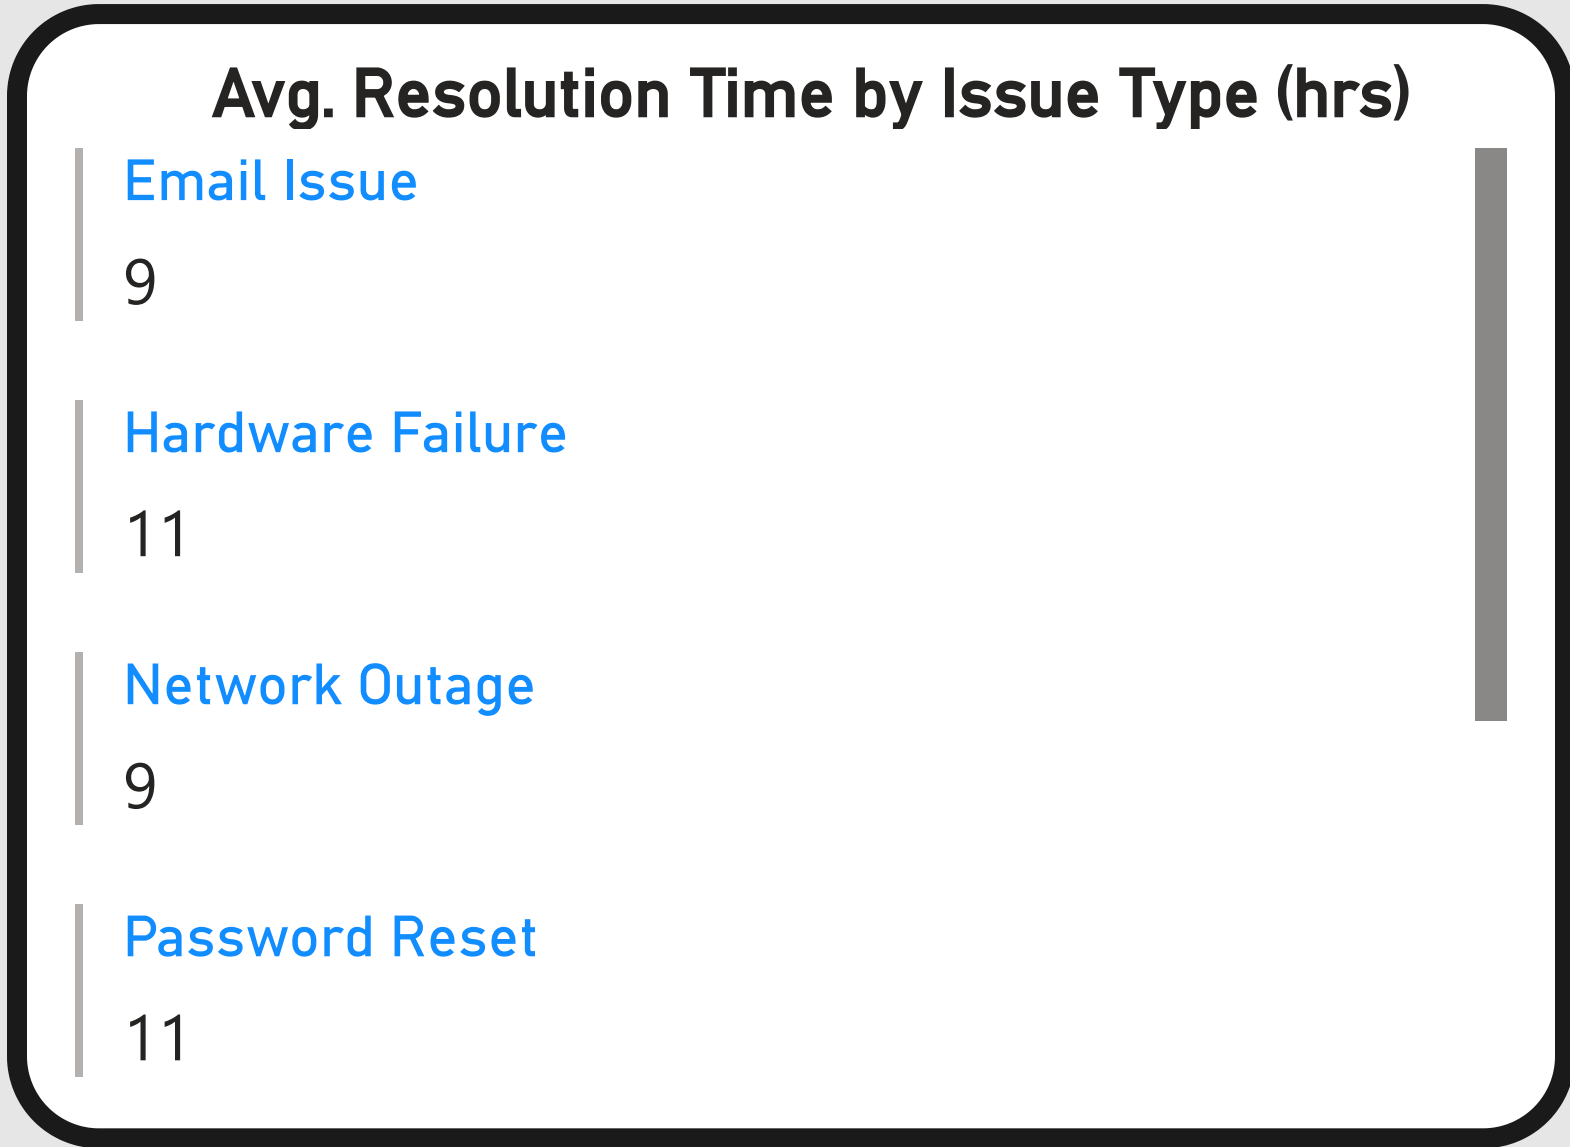 Avg. Resolution Time by Issue Type (hrs)
Email Issue
9
Hardware Failure
11
Network Outage
9
Password Reset
11